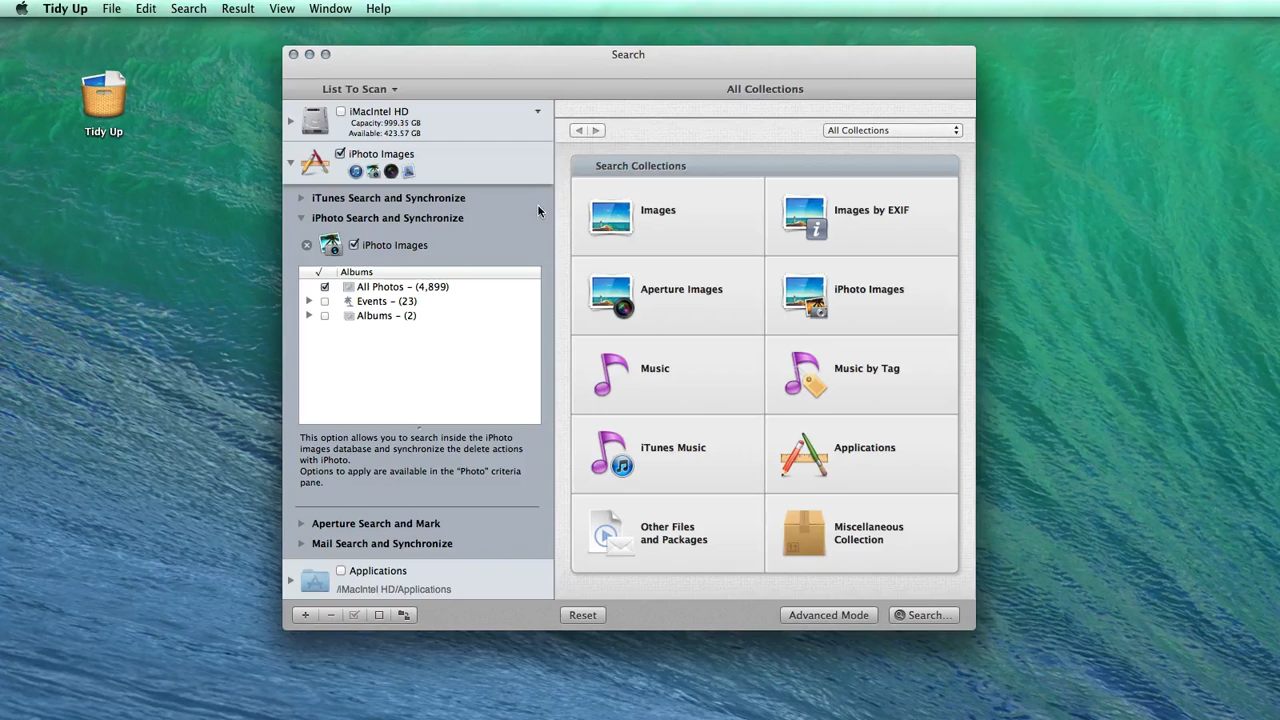 Tidy Up File Edit Search Result View Window Help
Tidy Up
Search
List To Scan
All Collections
iMacIntel HD
Capacity: 999.35 GB
Available: 423.57 GB
iPhoto Images
iTunes Search and Synchronize
iPhoto Search and Synchronize
iPhoto Images
√ Albums
All Photos – (4,899)
Events – (23)
Albums – (2)
This option allows you to search inside the iPhoto
images database and synchronize the delete actions
with iPhoto.
Options to apply are available in the "Photo" criteria
pane.
Aperture Search and Mark
Mail Search and Synchronize
Applications
/iMacIntel HD/Applications
All Collections
Search Collections
Images
Images by EXIF
Aperture Images
iPhoto Images
Music
Music by Tag
iTunes Music
Applications
Other Files
and Packages
Miscellaneous
Collection
Reset
Advanced Mode
Search...